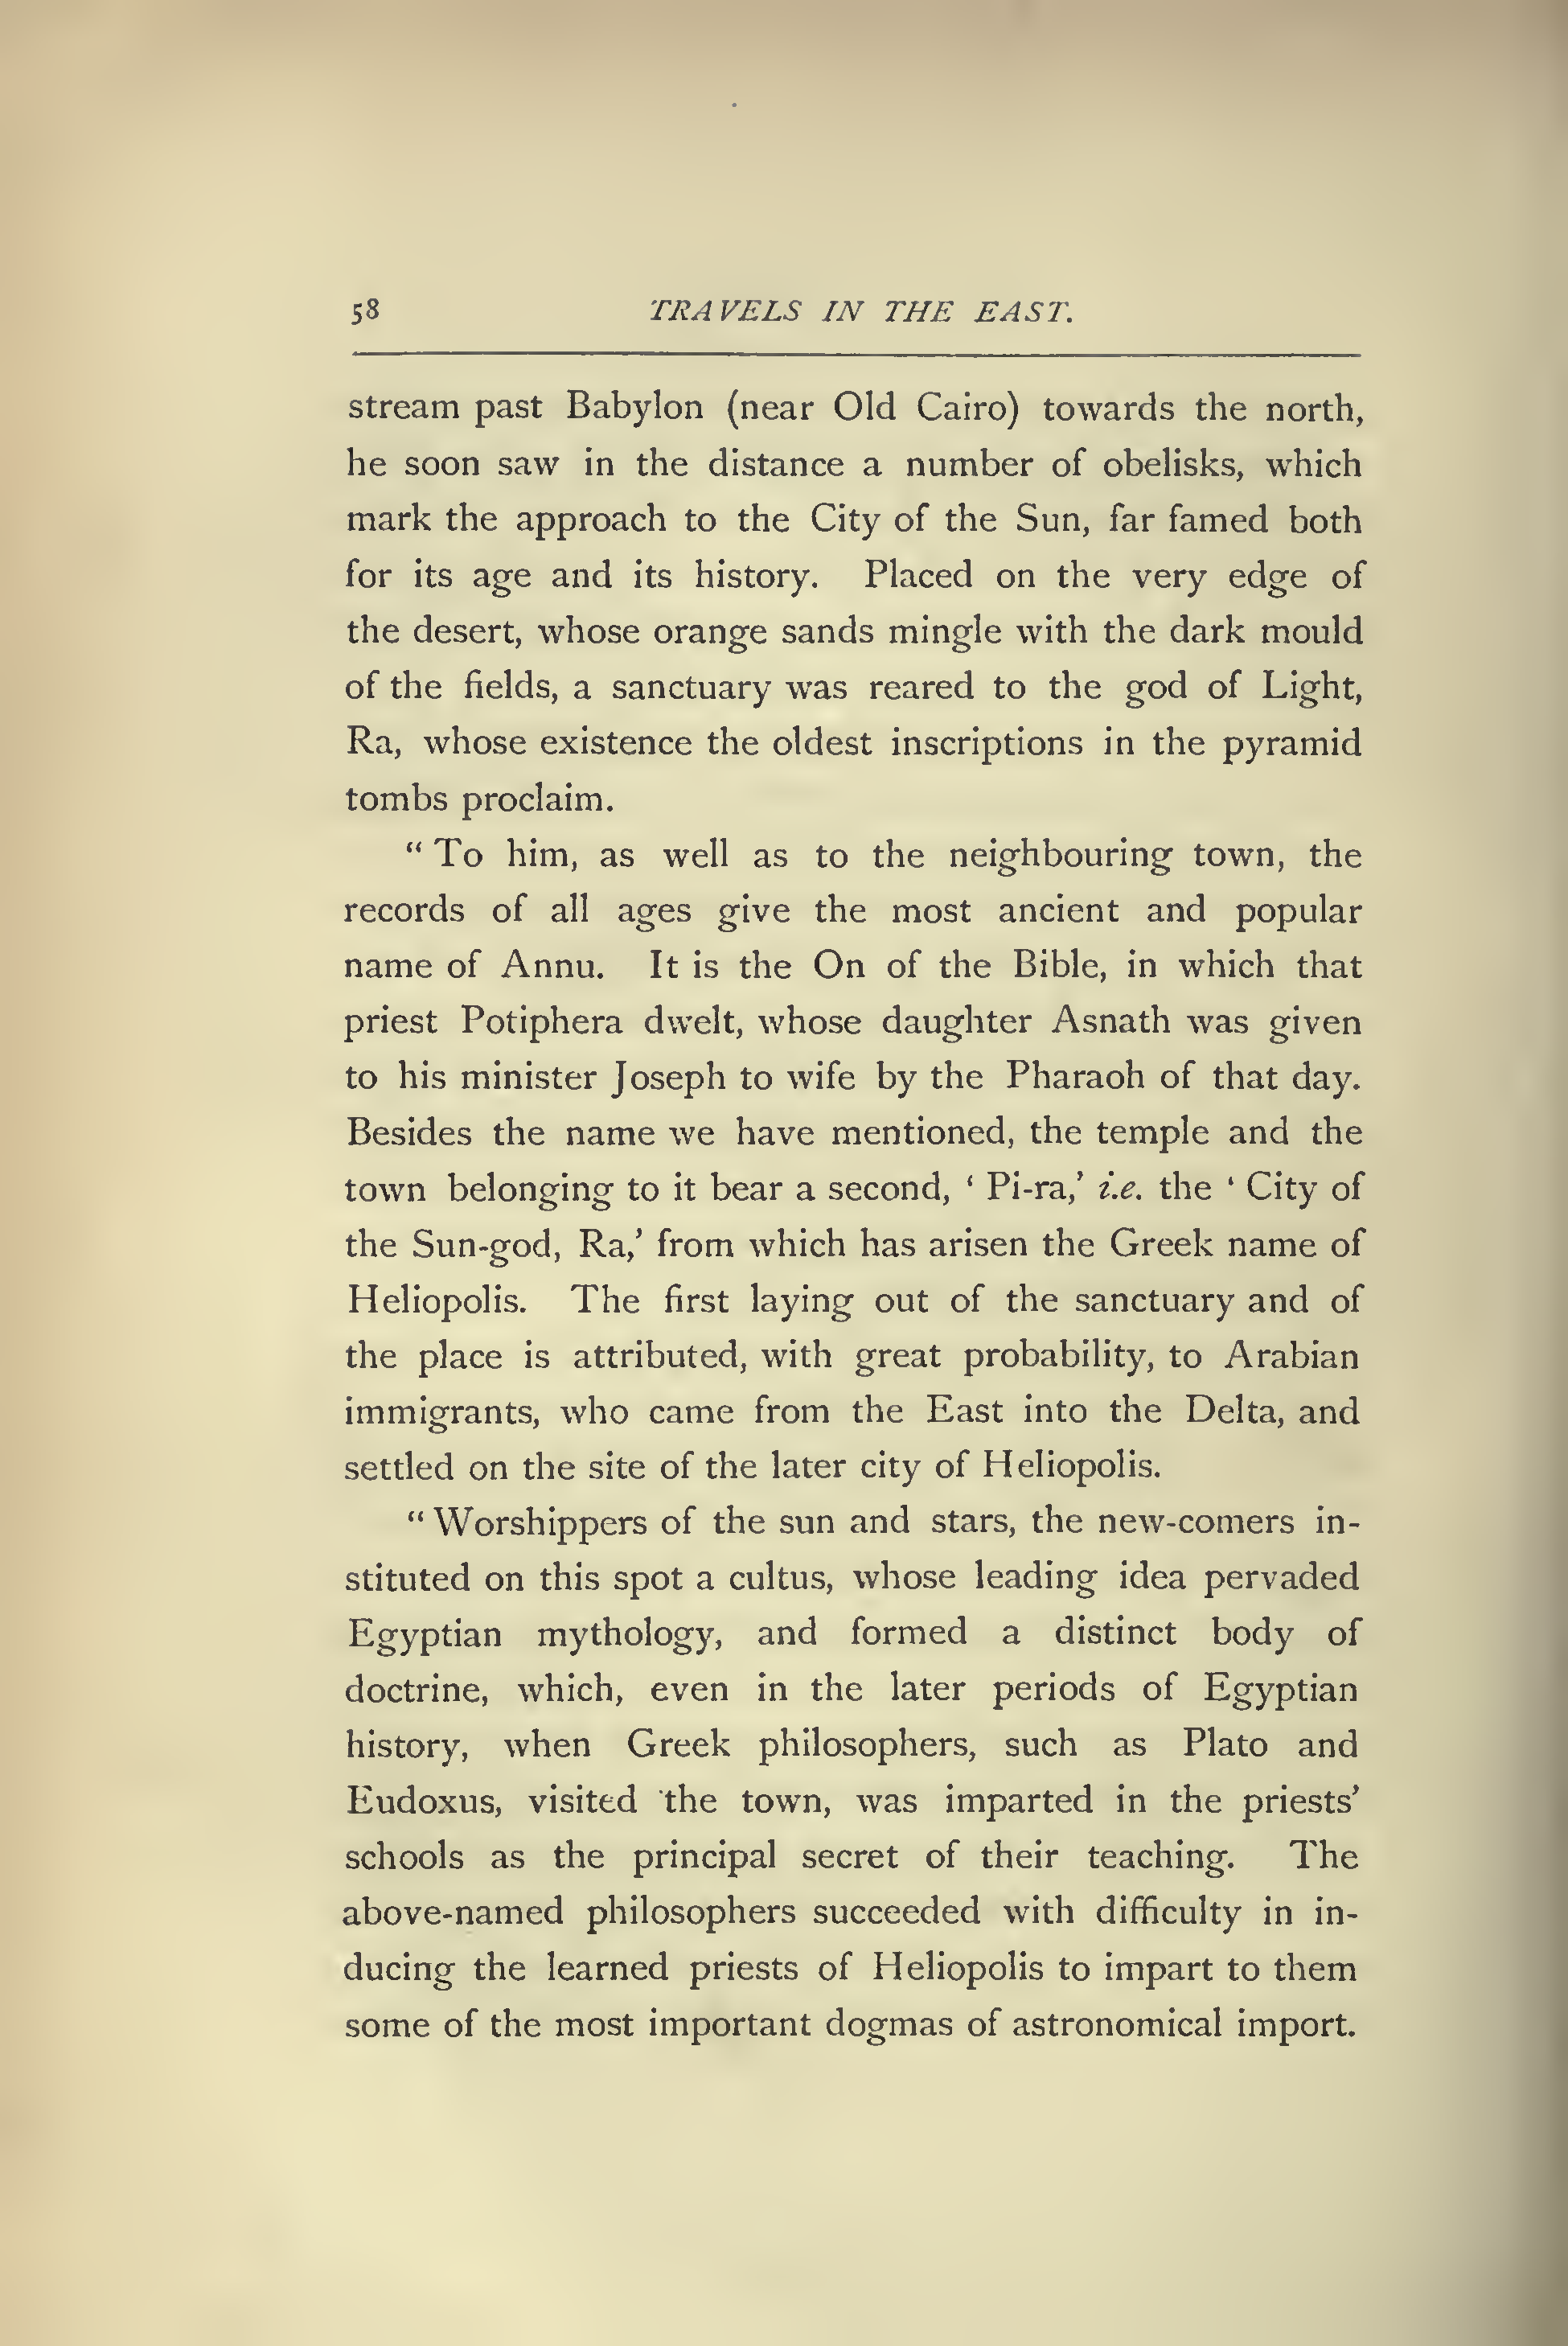 58 TRAVELS IN THE EAST.
stream past Babylon (near Old Cairo) towards the north,
he soon saw in the distance a number of obelisks, which
mark the approach to the City of the Sun, far famed both
for its age and its history. Placed on the very edge of
the desert, whose orange sands mingle with the dark mould
of the fields, a sanctuary was reared to the god of Light,
Ra, whose existence the oldest inscriptions in the pyramid
tombs proclaim.
“ To him, as well as to the neighbouring town, the
records of all ages give the most ancient and popular
name of Annu. It is the On of the Bible, in which that
priest Potiphera dwelt, whose daughter Asnath was given
to his minister Joseph to wife by the Pharaoh of that day.
Besides the name we have mentioned, the temple and the
town belonging to it bear a second, ‘ Pi-ra,’ i.e. the ‘ City of
the Sun-god, Ra,’ from which has arisen the Greek name of
Heliopolis. The first laying out of the sanctuary and of
the place is attributed, with great probability, to Arabian
immigrants, who came from the East into the Delta, and
settled on the site of the later city of Heliopolis.
“ Worshippers of the sun and stars, the new-comers in-
stituted on this spot a cultus, whose leading idea pervaded
Egyptian mythology, and formed a distinct body of
doctrine, which, even in the later periods of Egyptian
history, when Greek philosophers, such as Plato and
Eudoxus, visited the town, was imparted in the priests’
schools as the principal secret of their teaching. The
above-named philosophers succeeded with difficulty in in-
ducing the learned priests of Heliopolis to impart to them
some of the most important dogmas of astronomical import.